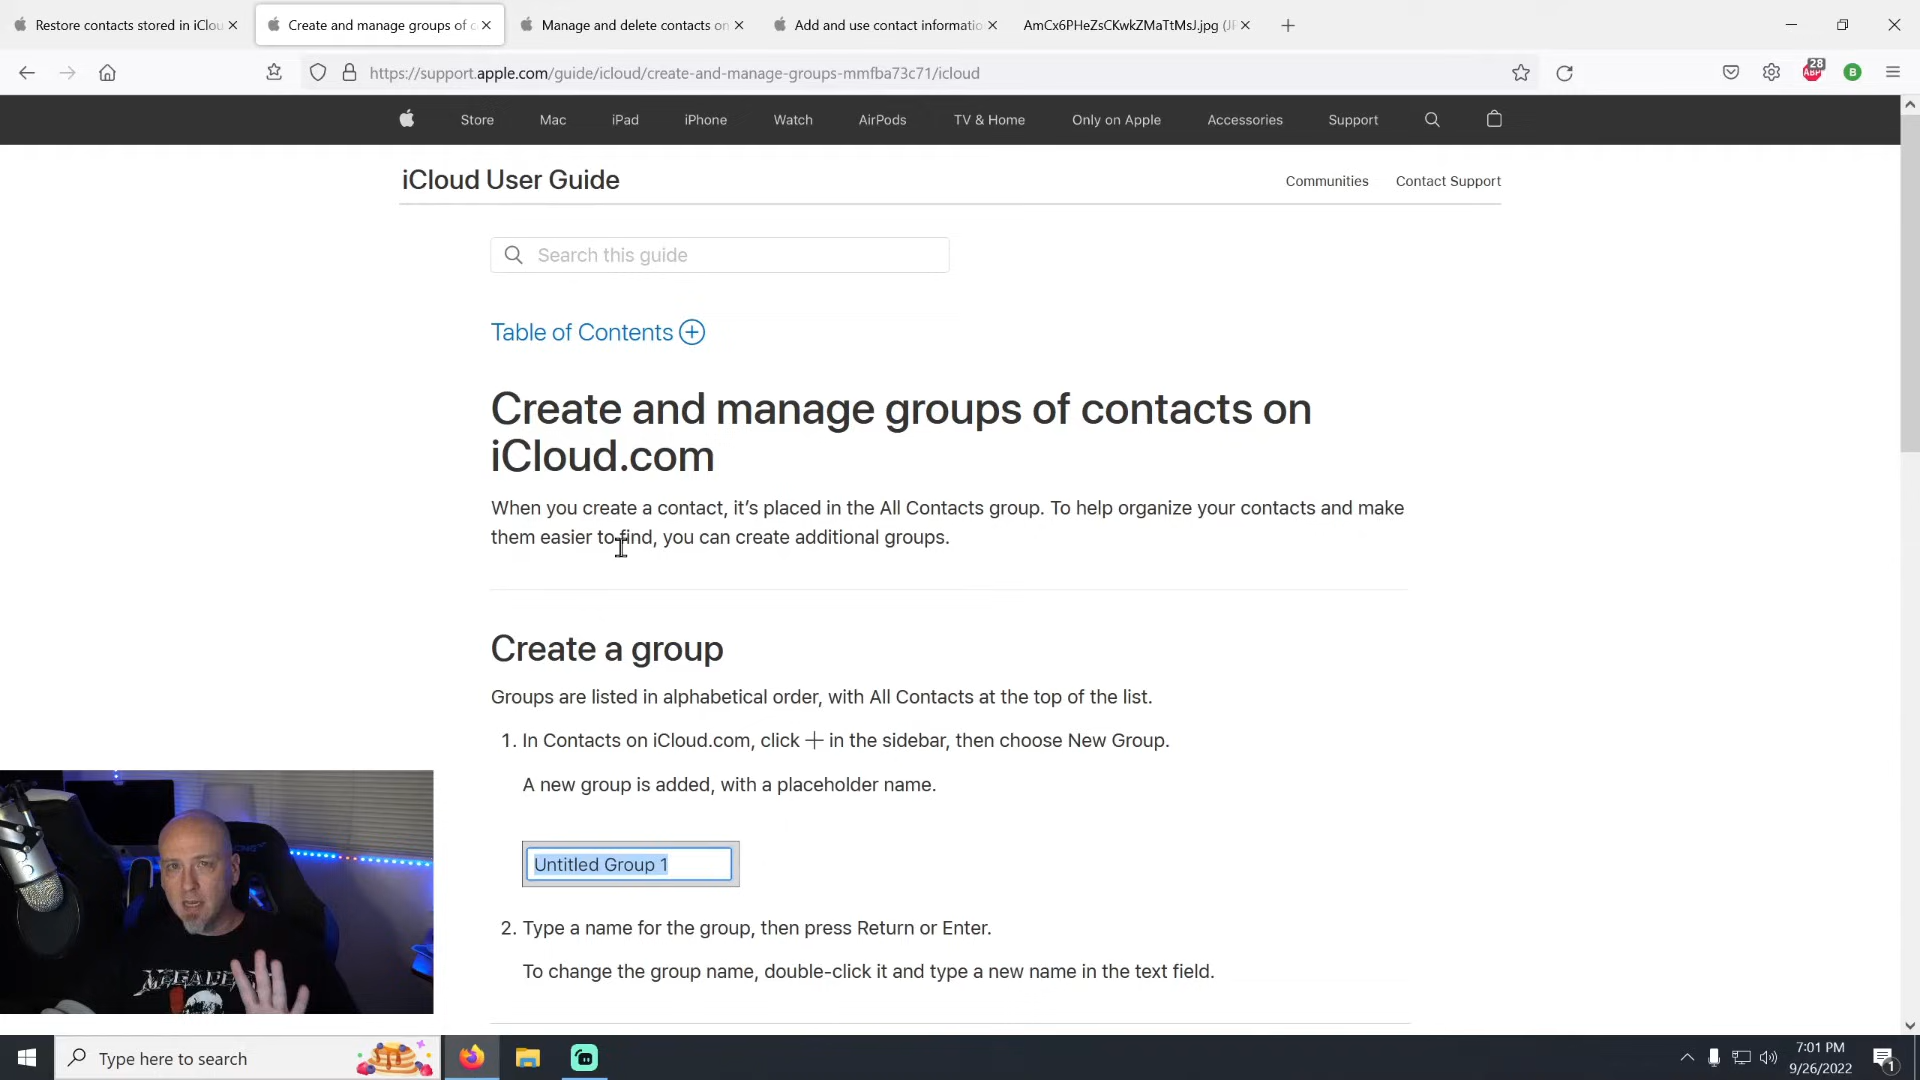 Restore contacts stored in iClou
Create and manage groups of c
Manage and delete contacts on
Add and use contact informatio
AmCx6PHeZsCKwkZMaTtMsJ.jpg (JP
https://support.apple.com/guide/icloud/create-and-manage-groups-mmfba73c71/icloud
28
ABP
B
Store Mac iPad iPhone Watch AirPods TV & Home Only on Apple Accessories Support
iCloud User Guide
Communities Contact Support
Search this guide
Table of Contents
Create and manage groups of contacts on
iCloud.com
When you create a contact, it’s placed in the All Contacts group. To help organize your contacts and make
them easier to find, you can create additional groups.
Create a group
Groups are listed in alphabetical order, with All Contacts at the top of the list.
1. In Contacts on iCloud.com, click + in the sidebar, then choose New Group.
A new group is added, with a placeholder name.
Untitled Group 1
2. Type a name for the group, then press Return or Enter.
To change the group name, double-click it and type a new name in the text field.
Type here to search
7:01 PM
9/26/2022
1